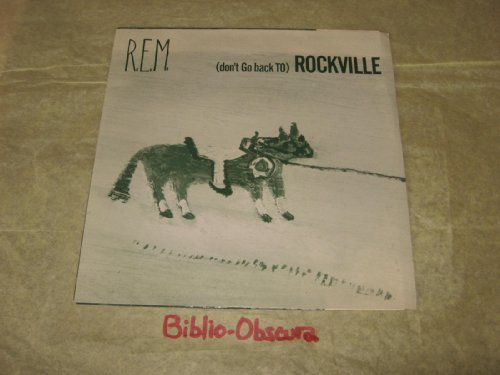 R.E.M. (don't Go back TO) ROCKVILLE
Biblio-Obscura